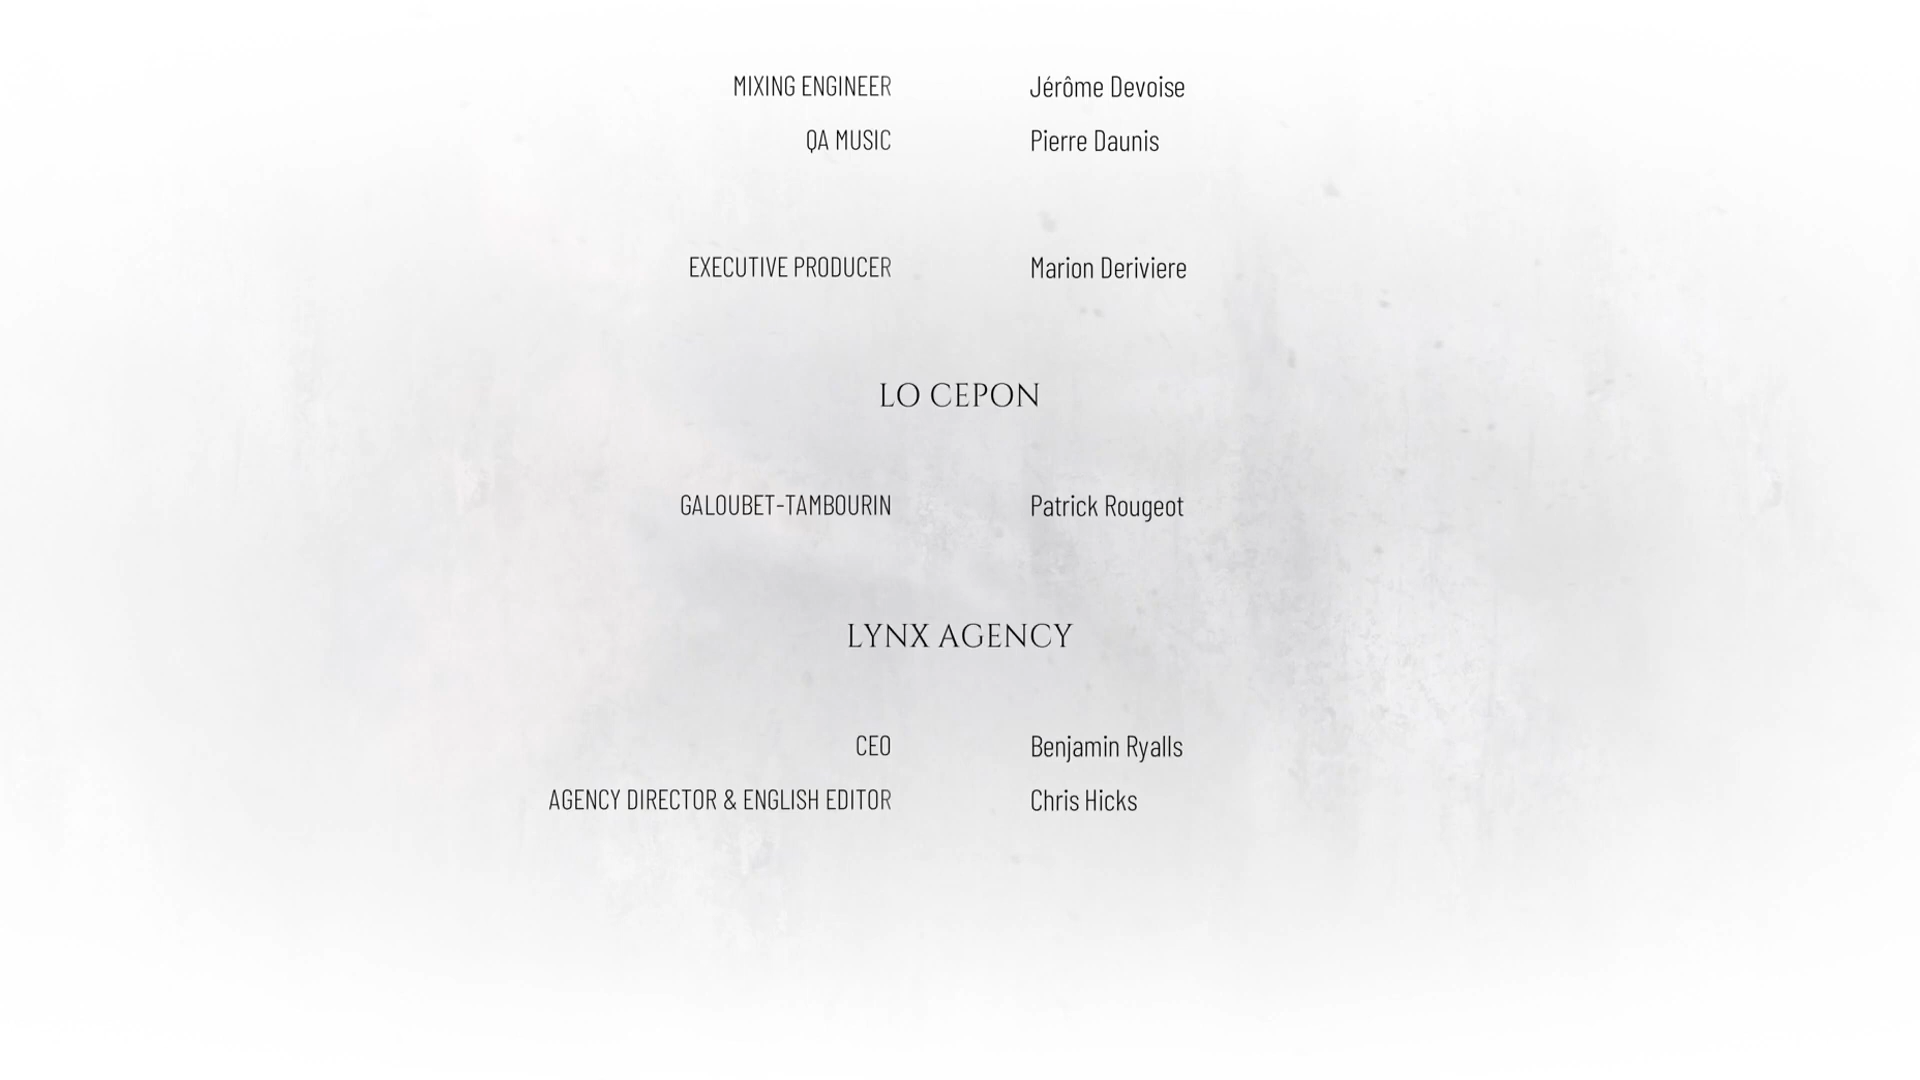 MIXING ENGINEER Jérôme Devoise
QA MUSIC Pierre Daunis
EXECUTIVE PRODUCER Marion Deriviere
LO CEPON
GALOUBET-TAMBOURIN Patrick Rougeot
LYNX AGENCY
CEO Benjamin Ryalls
AGENCY DIRECTOR & ENGLISH EDITOR Chris Hicks